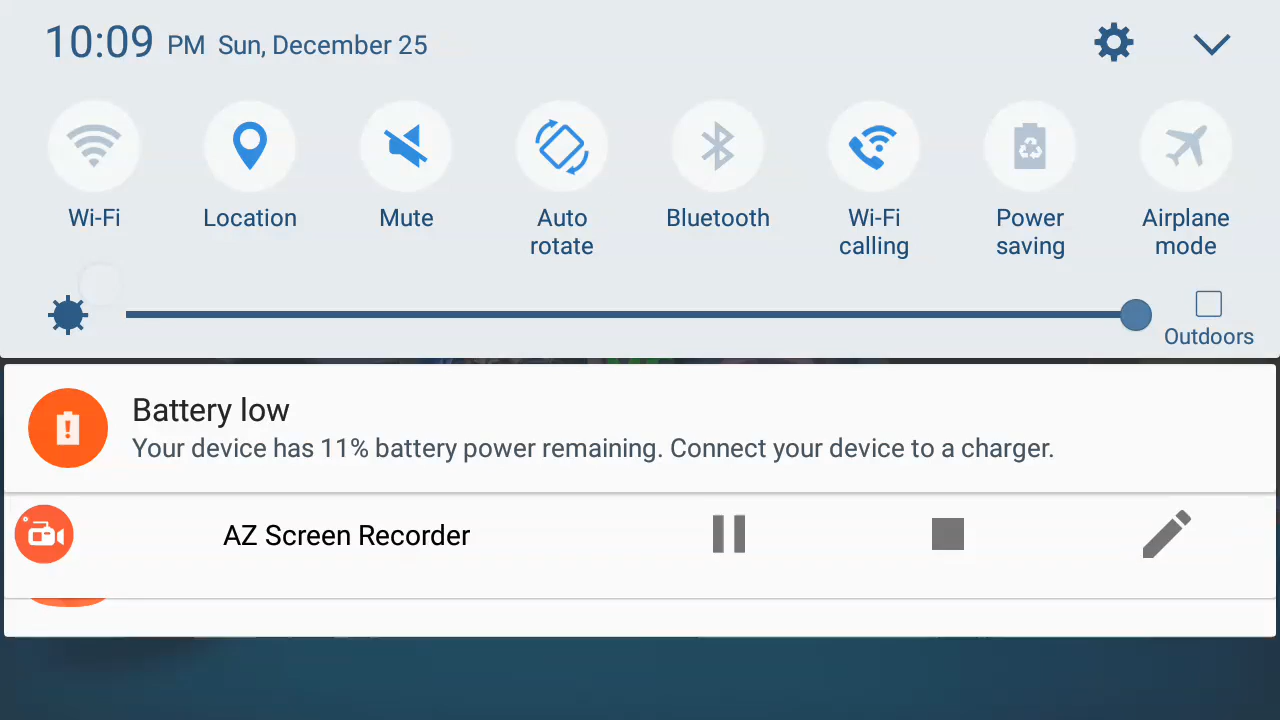 10:09 PM Sun, December 25
Wi-Fi
Location
Mute
Auto
rotate
Bluetooth
Wi-Fi
calling
Power
saving
Airplane
mode
Outdoors
Battery low
Your device has 11% battery power remaining. Connect your device to a charger.
AZ Screen Recorder